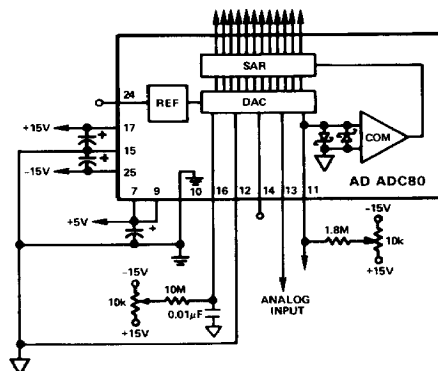 SAR
24
REF
DAC
+15V
17
COM
15
-15V
25
AD ADC80
7
9
10
16
12
14
13
11
+5V
-15V
1.8M
10k
+15V
-15V
10M
10k
0.01µF
+15V
ANALOG
INPUT